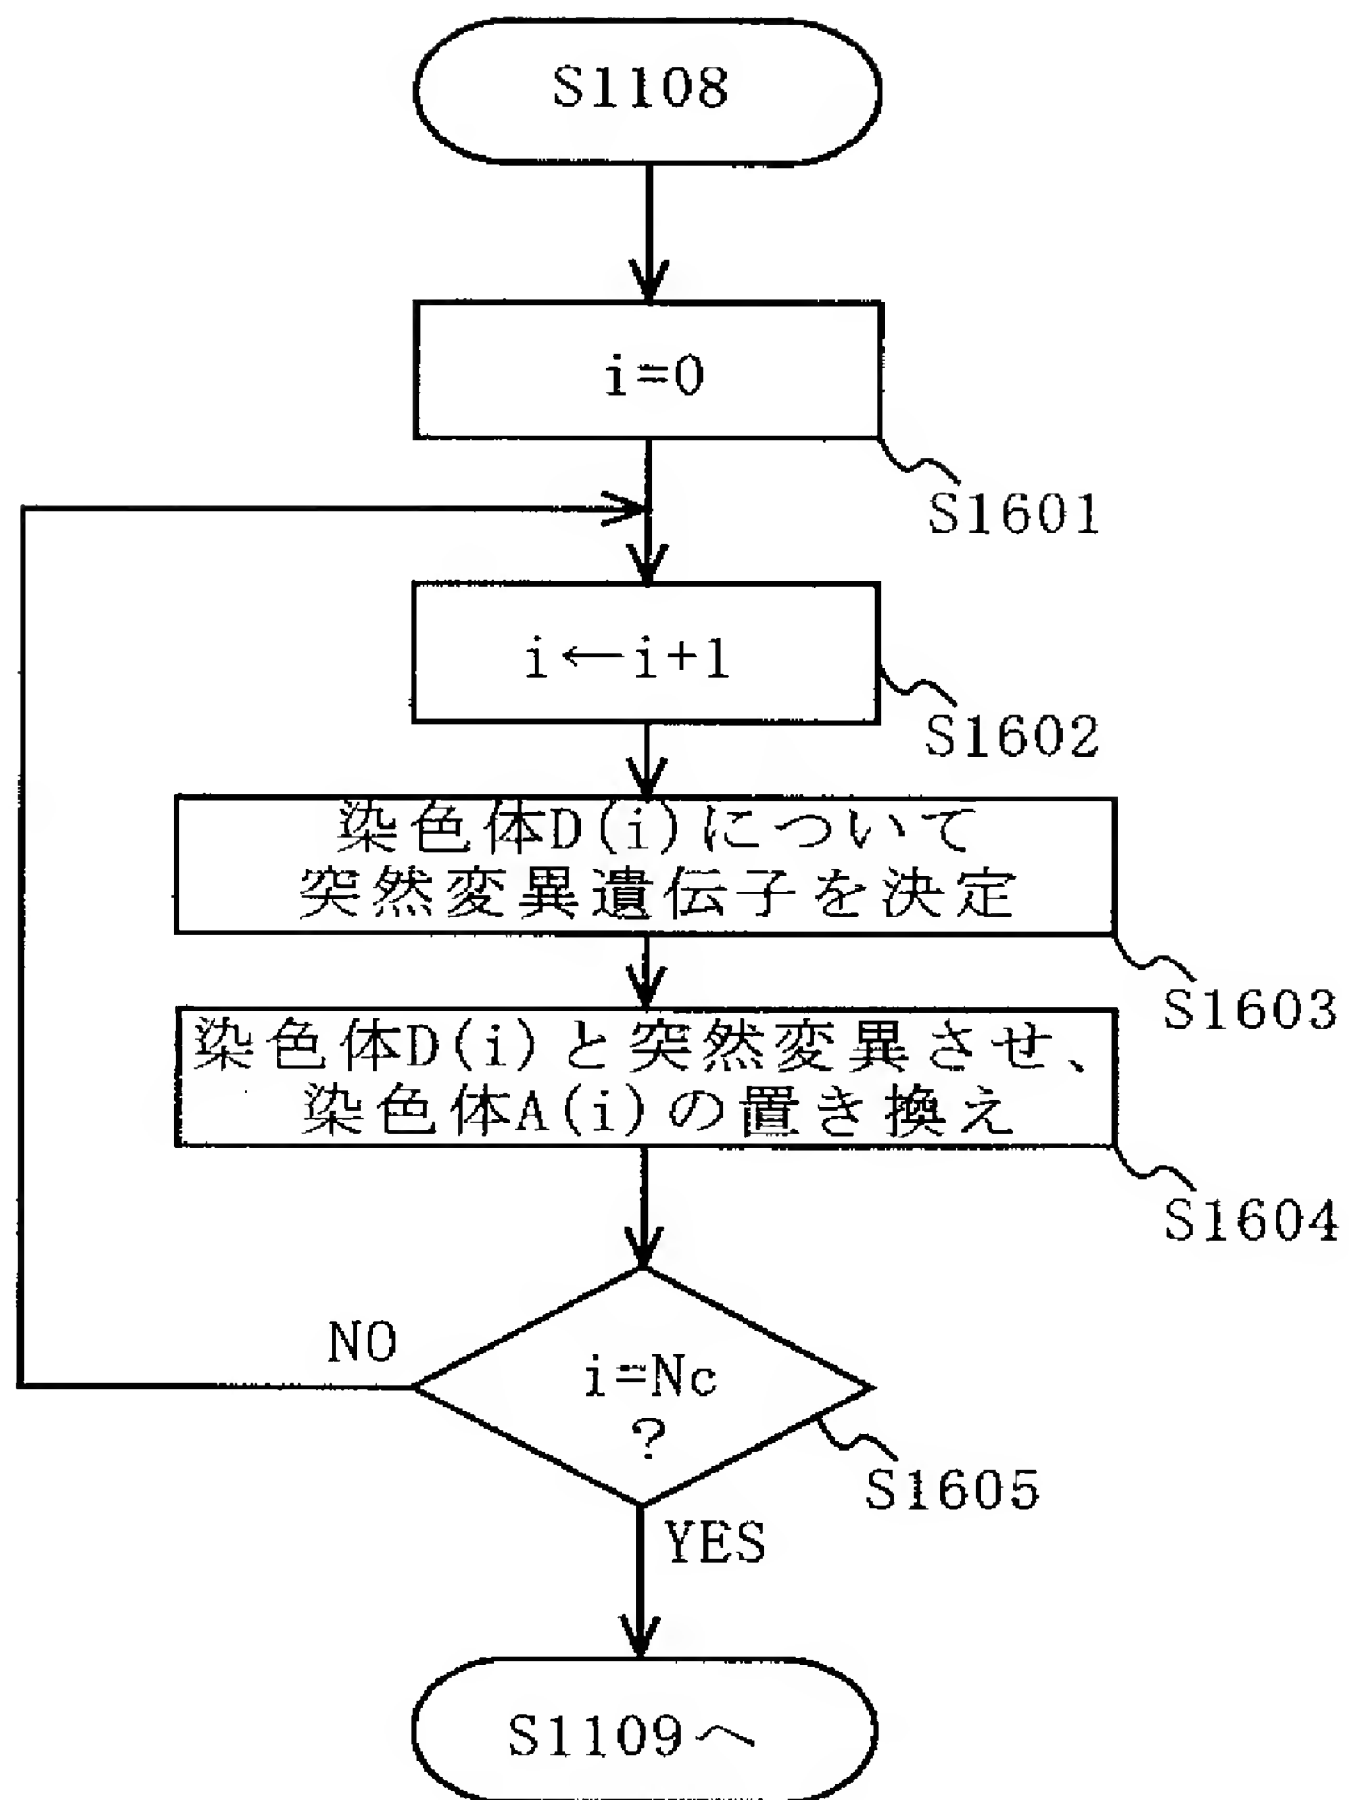 S1108
i=0
S1601
i←i+1
S1602
染色体D(i)について
突然変異遺伝子を決定
S1603
染色体D(i)と突然変異させ、
染色体A(i)の置き換え
S1604
NO
i=Nc
?
S1605
YES
S1109へ